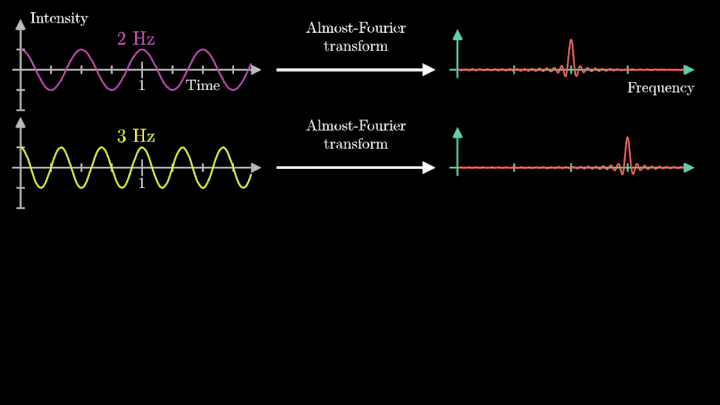 Intensity
2 Hz
1
Time
Almost-Fourier
transform
Frequency
3 Hz
1
Almost-Fourier
transform